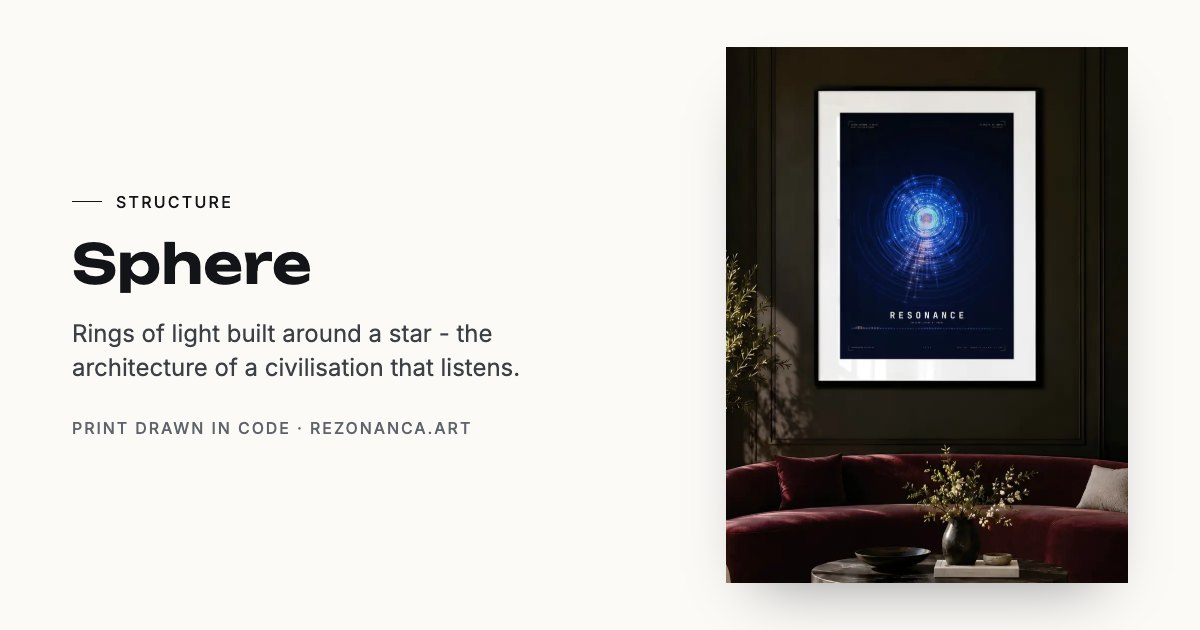 STRUCTURE
Sphere
Rings of light built around a star - the
architecture of a civilisation that listens.
PRINT DRAWN IN CODE · REZONANCA.ART
RESONANCE